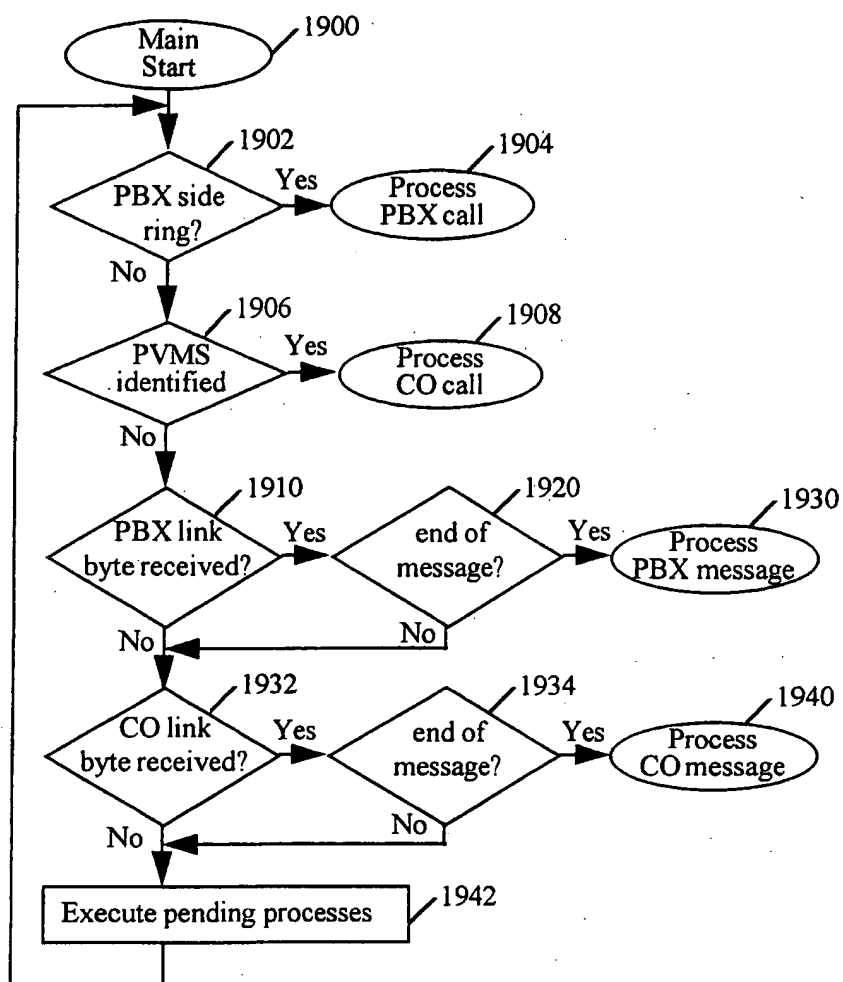 Main
Start
1900
1902
PBX side
ring?
Yes
1904
Process
PBX call
No
1906
PVMS
identified
Yes
1908
Process
CO call
No
1910
PBX link
byte received?
Yes
1920
end of
message?
Yes
1930
Process
PBX message
No
No
1932
CO link
byte received?
Yes
1934
end of
message?
Yes
1940
Process
CO message
No
No
Execute pending processes
1942